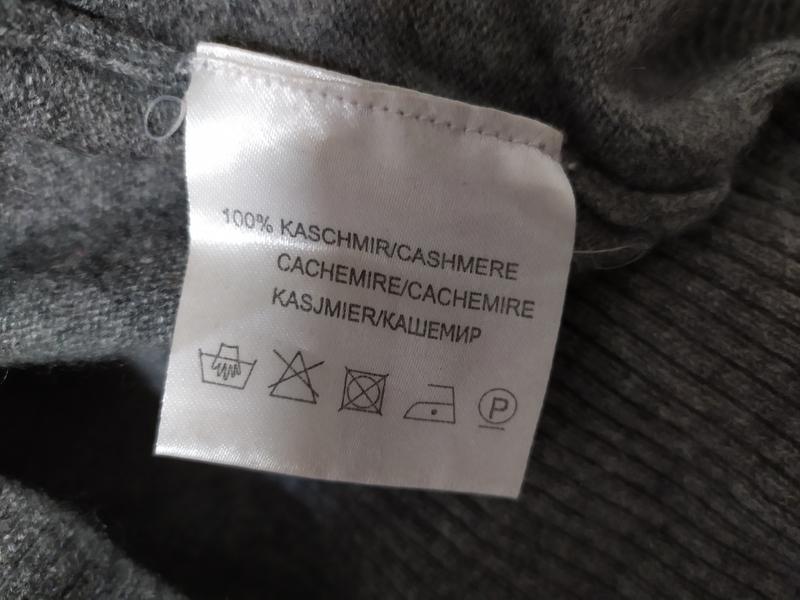 100% KASCHMIR/CASHMERE
CACHEMIRE/CACHEMIRE
KASJMIER/КАШЕМИР
P